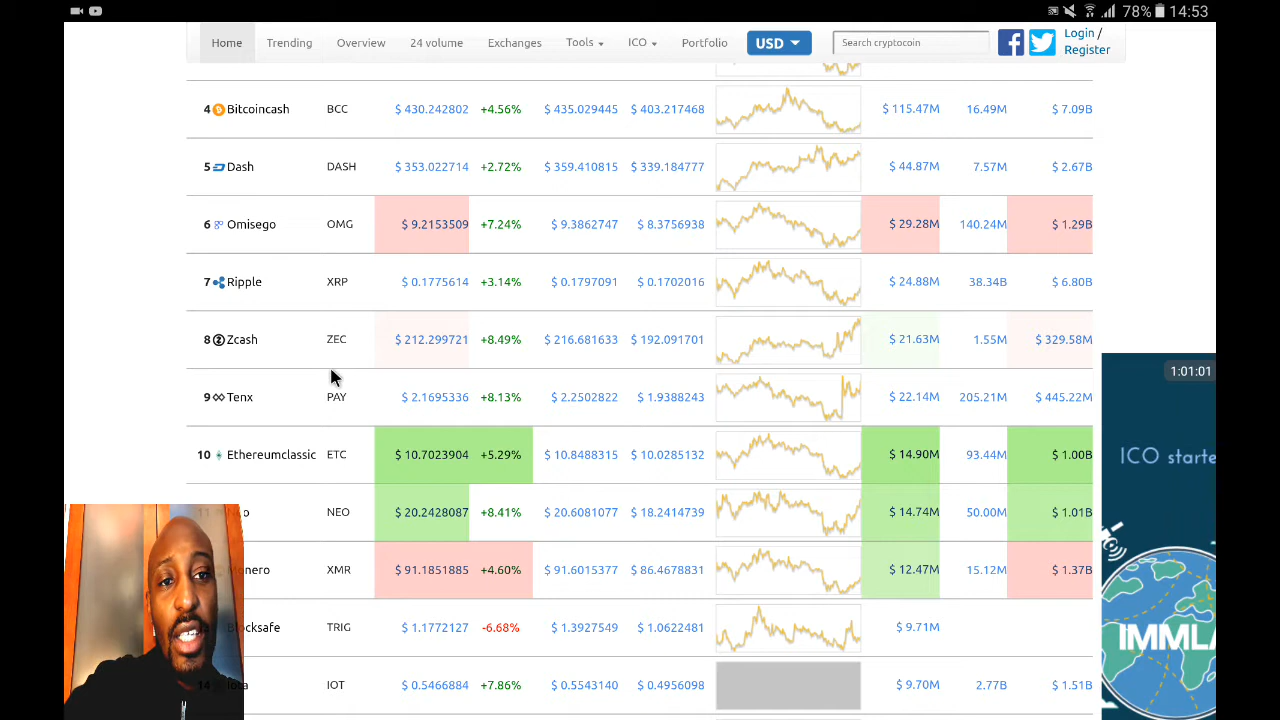 78% 14:53
Home Trending Overview 24 volume Exchanges Tools ICO Portfolio USD Search cryptocoin Login / Register
4 Bitcoincash BCC $ 430.242802 +4.56% $ 435.029445 $ 403.217468 $ 115.47M 16.49M $ 7.09B
5 Dash DASH $ 353.022714 +2.72% $ 359.410815 $ 339.184777 $ 44.87M 7.57M $ 2.67B
6 Omisego OMG $ 9.2153509 +7.24% $ 9.3862747 $ 8.3756938 $ 29.28M 140.24M $ 1.29B
7 Ripple XRP $ 0.1775614 +3.14% $ 0.1797091 $ 0.1702016 $ 24.88M 38.34B $ 6.80B
8 Zcash ZEC $ 212.299721 +8.49% $ 216.681633 $ 192.091701 $ 21.63M 1.55M $ 329.58M
1:01:01
9 Tenx PAY $ 2.1695336 +8.13% $ 2.2502822 $ 1.9388243 $ 22.14M 205.21M $ 445.22M
10 Ethereumclassic ETC $ 10.7023904 +5.29% $ 10.8488315 $ 10.0285132 $ 14.90M 93.44M $ 1.00B
ICO starte
NEO $ 20.2428087 +8.41% $ 20.6081077 $ 18.2414739 $ 14.74M 50.00M $ 1.01B
onero XMR $ 91.1851885 +4.60% $ 91.6015377 $ 86.4678831 $ 12.47M 15.12M $ 1.37B
ocksafe TRIG $ 1.1772127 -6.68% $ 1.3927549 $ 1.0622481 $ 9.71M
IMMLA
14 Iota IOT $ 0.5466884 +7.86% $ 0.5543140 $ 0.4956098 $ 9.70M 2.77B $ 1.51B